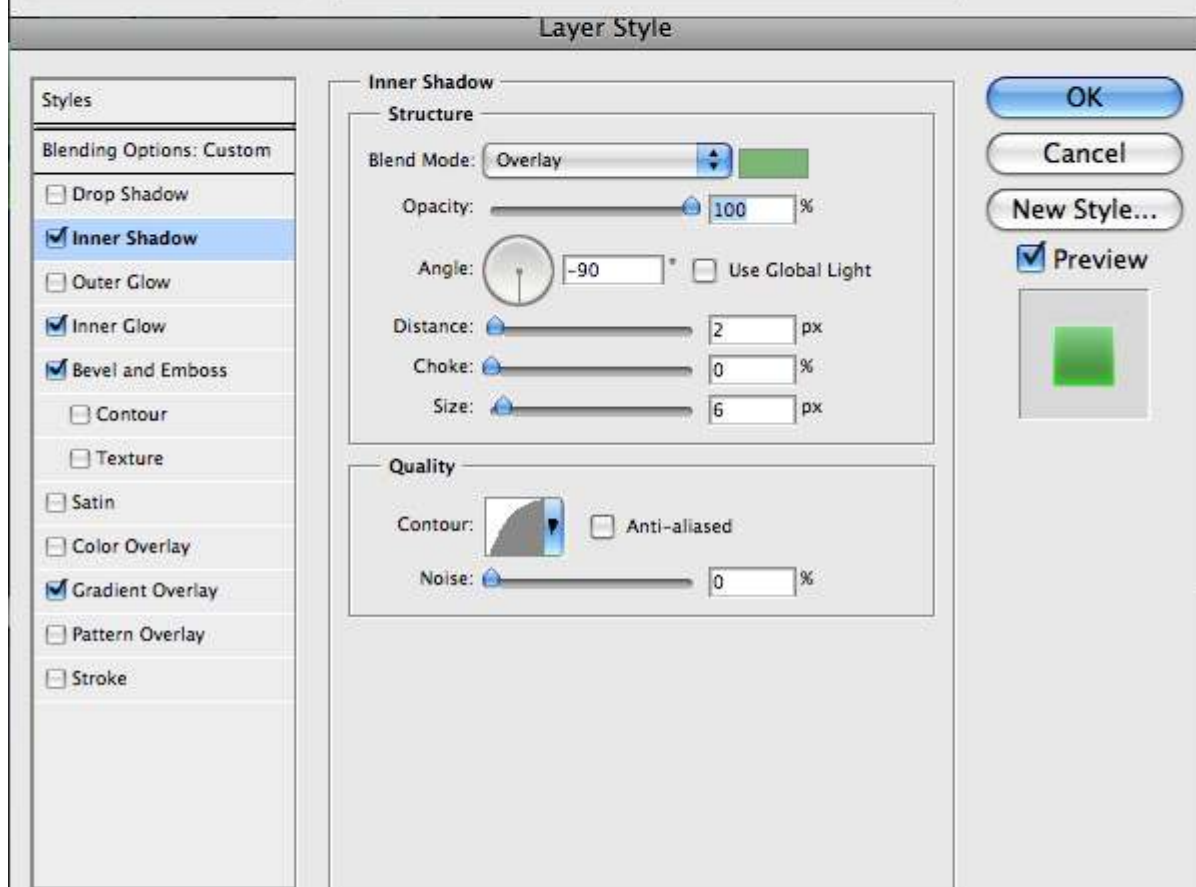 Layer Style
Styles
Blending Options: Custom
Drop Shadow
Inner Shadow
Outer Glow
Inner Glow
Bevel and Emboss
Contour
Texture
Satin
Color Overlay
Gradient Overlay
Pattern Overlay
Stroke
Inner Shadow
Structure
Blend Mode: Overlay
Opacity: 100 %
Angle: -90 ° Use Global Light
Distance: 2 px
Choke: 0 %
Size: 6 px
Quality
Contour: Anti-aliased
Noise: 0 %
OK
Cancel
New Style...
Preview